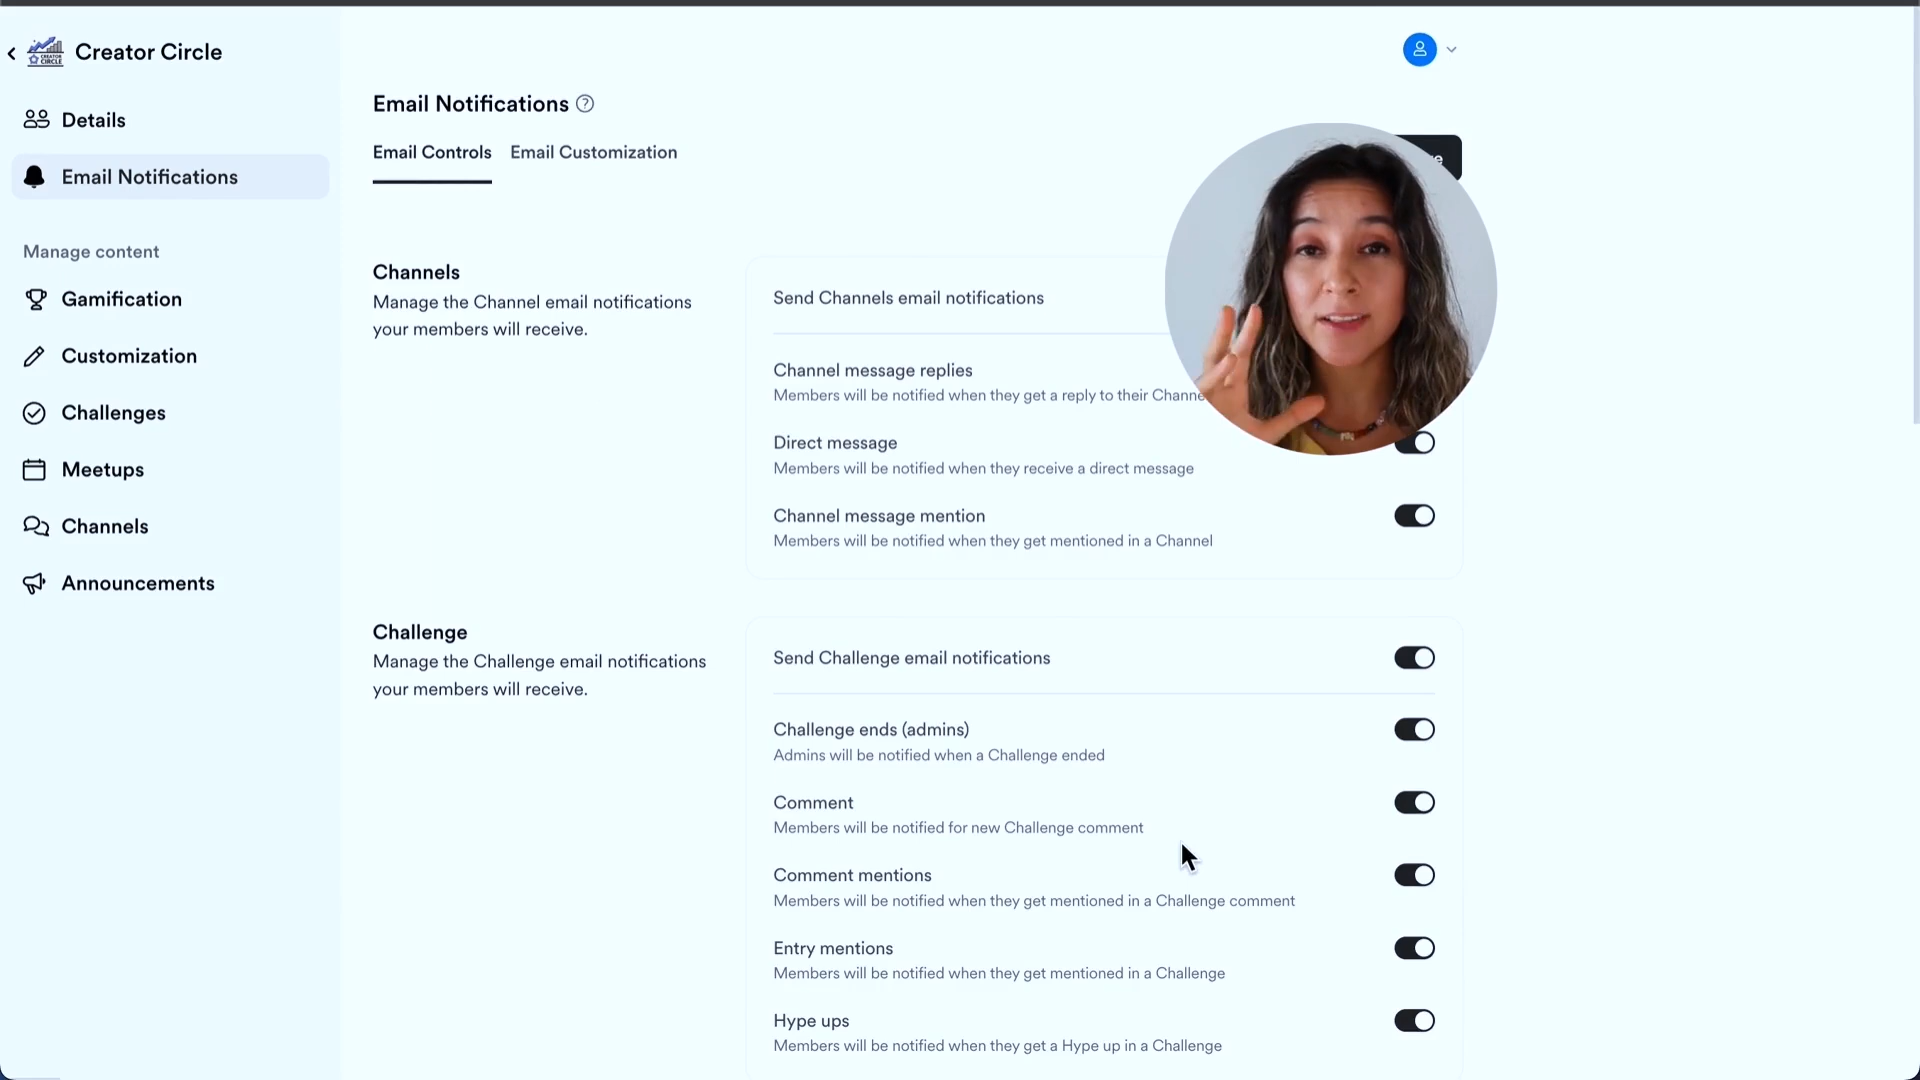 Creator Circle
Details
Email Notifications
Manage content
Gamification
Customization
Challenges
Meetups
Channels
Announcements
Email Notifications
Email Controls
Email Customization
Channels
Manage the Channel email notifications
your members will receive.
Send Channels email notifications
Channel message replies
Members will be notified when they get a reply to their
Direct message
Members will be notified when they receive a direct message
Channel message mention
Members will be notified when they get mentioned in a Channel
Challenge
Manage the Challenge email notifications
your members will receive.
Send Challenge email notifications
Challenge ends (admins)
Admins will be notified when a Challenge ended
Comment
Members will be notified for new Challenge comment
Comment mentions
Members will be notified when they get mentioned in a Challenge comment
Entry mentions
Members will be notified when they get mentioned in a Challenge
Hype ups
Members will be notified when they get a Hype up in a Challenge